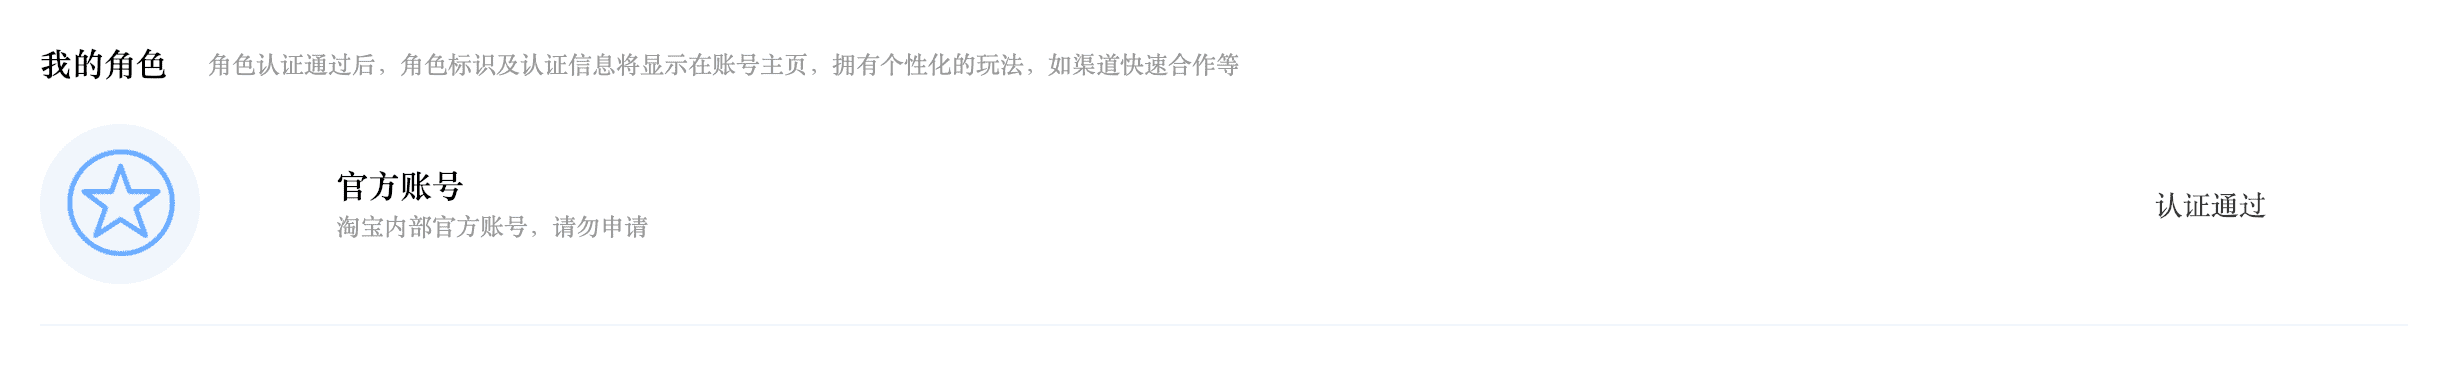 我的角色 角色认证通过后，角色标识及认证信息将显示在账号主页，拥有个性化的玩法，如渠道快速合作等
官方账号
淘宝内部官方账号，请勿申请
认证通过